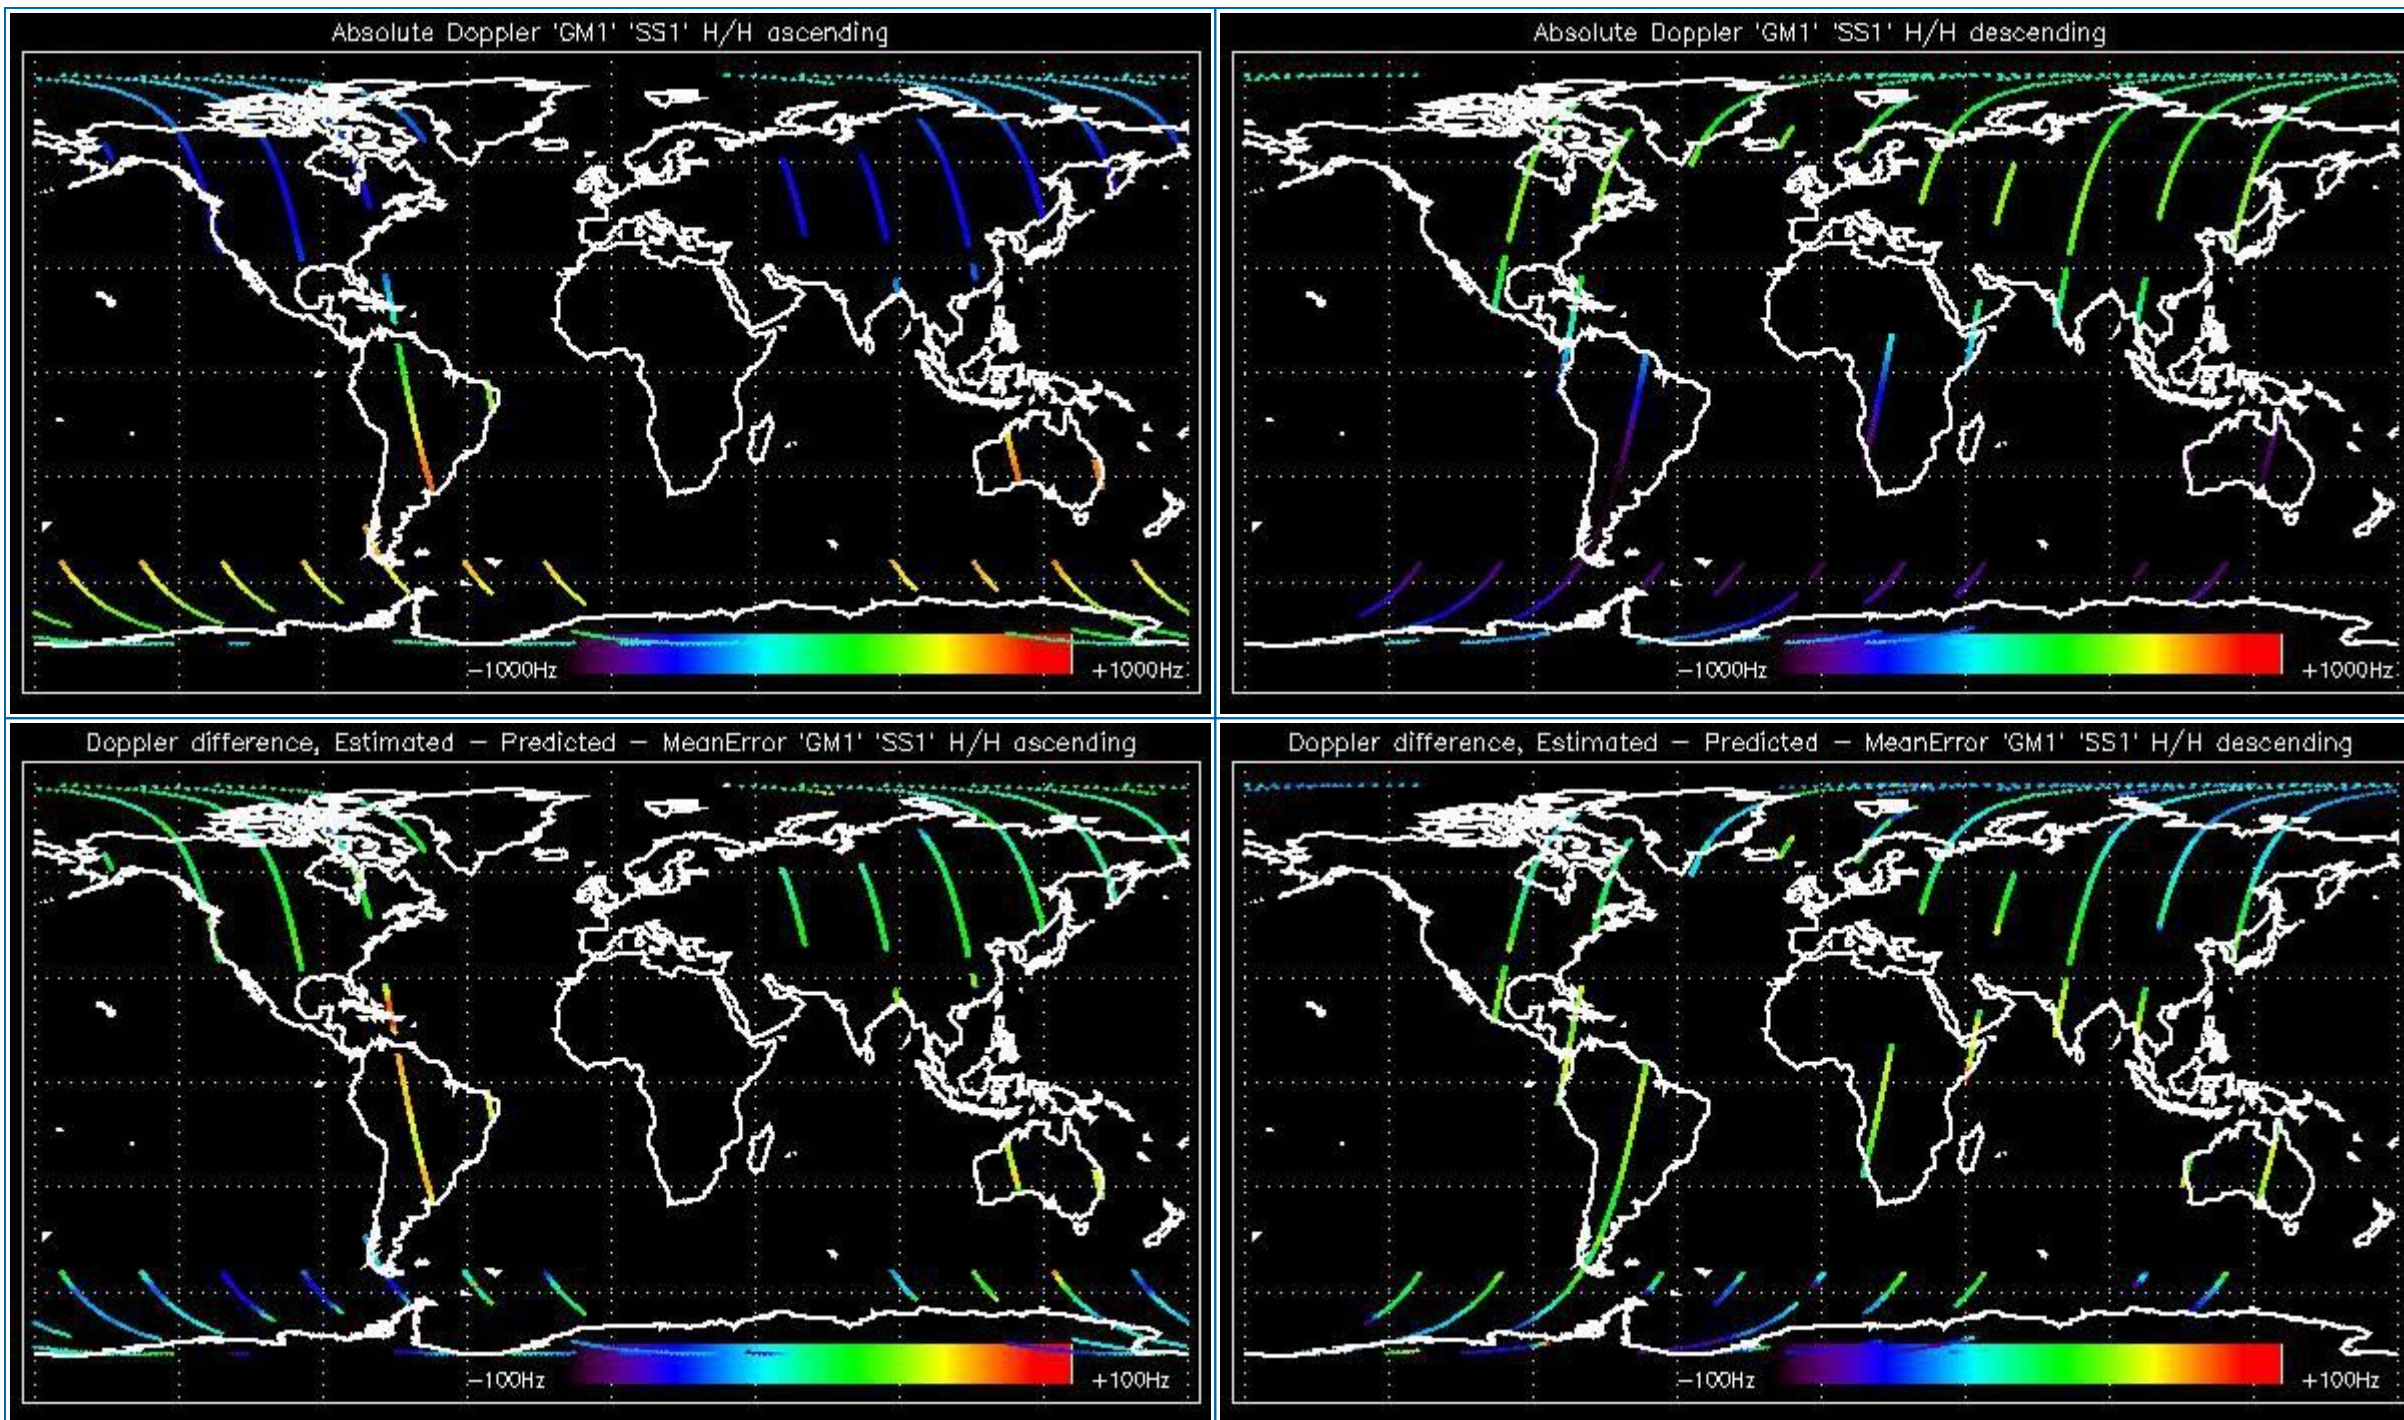 Absolute Doppler 'GM1' 'SS1' H/H ascending
−1000Hz
+1000Hz
Absolute Doppler 'GM1' 'SS1' H/H descending
−1000Hz
+1000Hz
Doppler difference, Estimated − Predicted − MeanError 'GM1' 'SS1' H/H ascending
−100Hz
+100Hz
Doppler difference, Estimated − Predicted − MeanError 'GM1' 'SS1' H/H descending
−100Hz
+100Hz